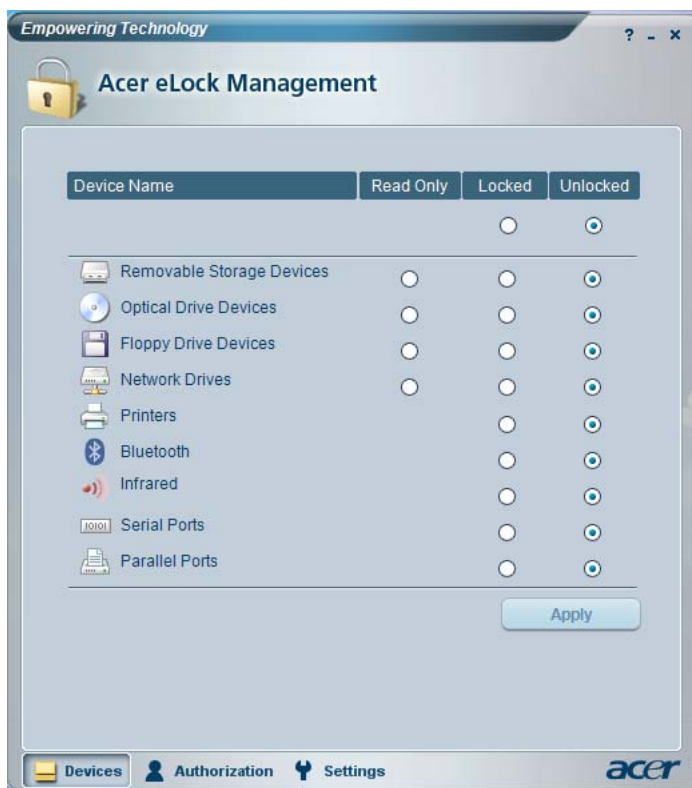 Empowering Technology
? - x
Acer eLock Management
Device Name Read Only Locked Unlocked
Removable Storage Devices
Optical Drive Devices
Floppy Drive Devices
Network Drives
Printers
Bluetooth
Infrared
10101 Serial Ports
Parallel Ports
Apply
Devices Authorization Settings acer